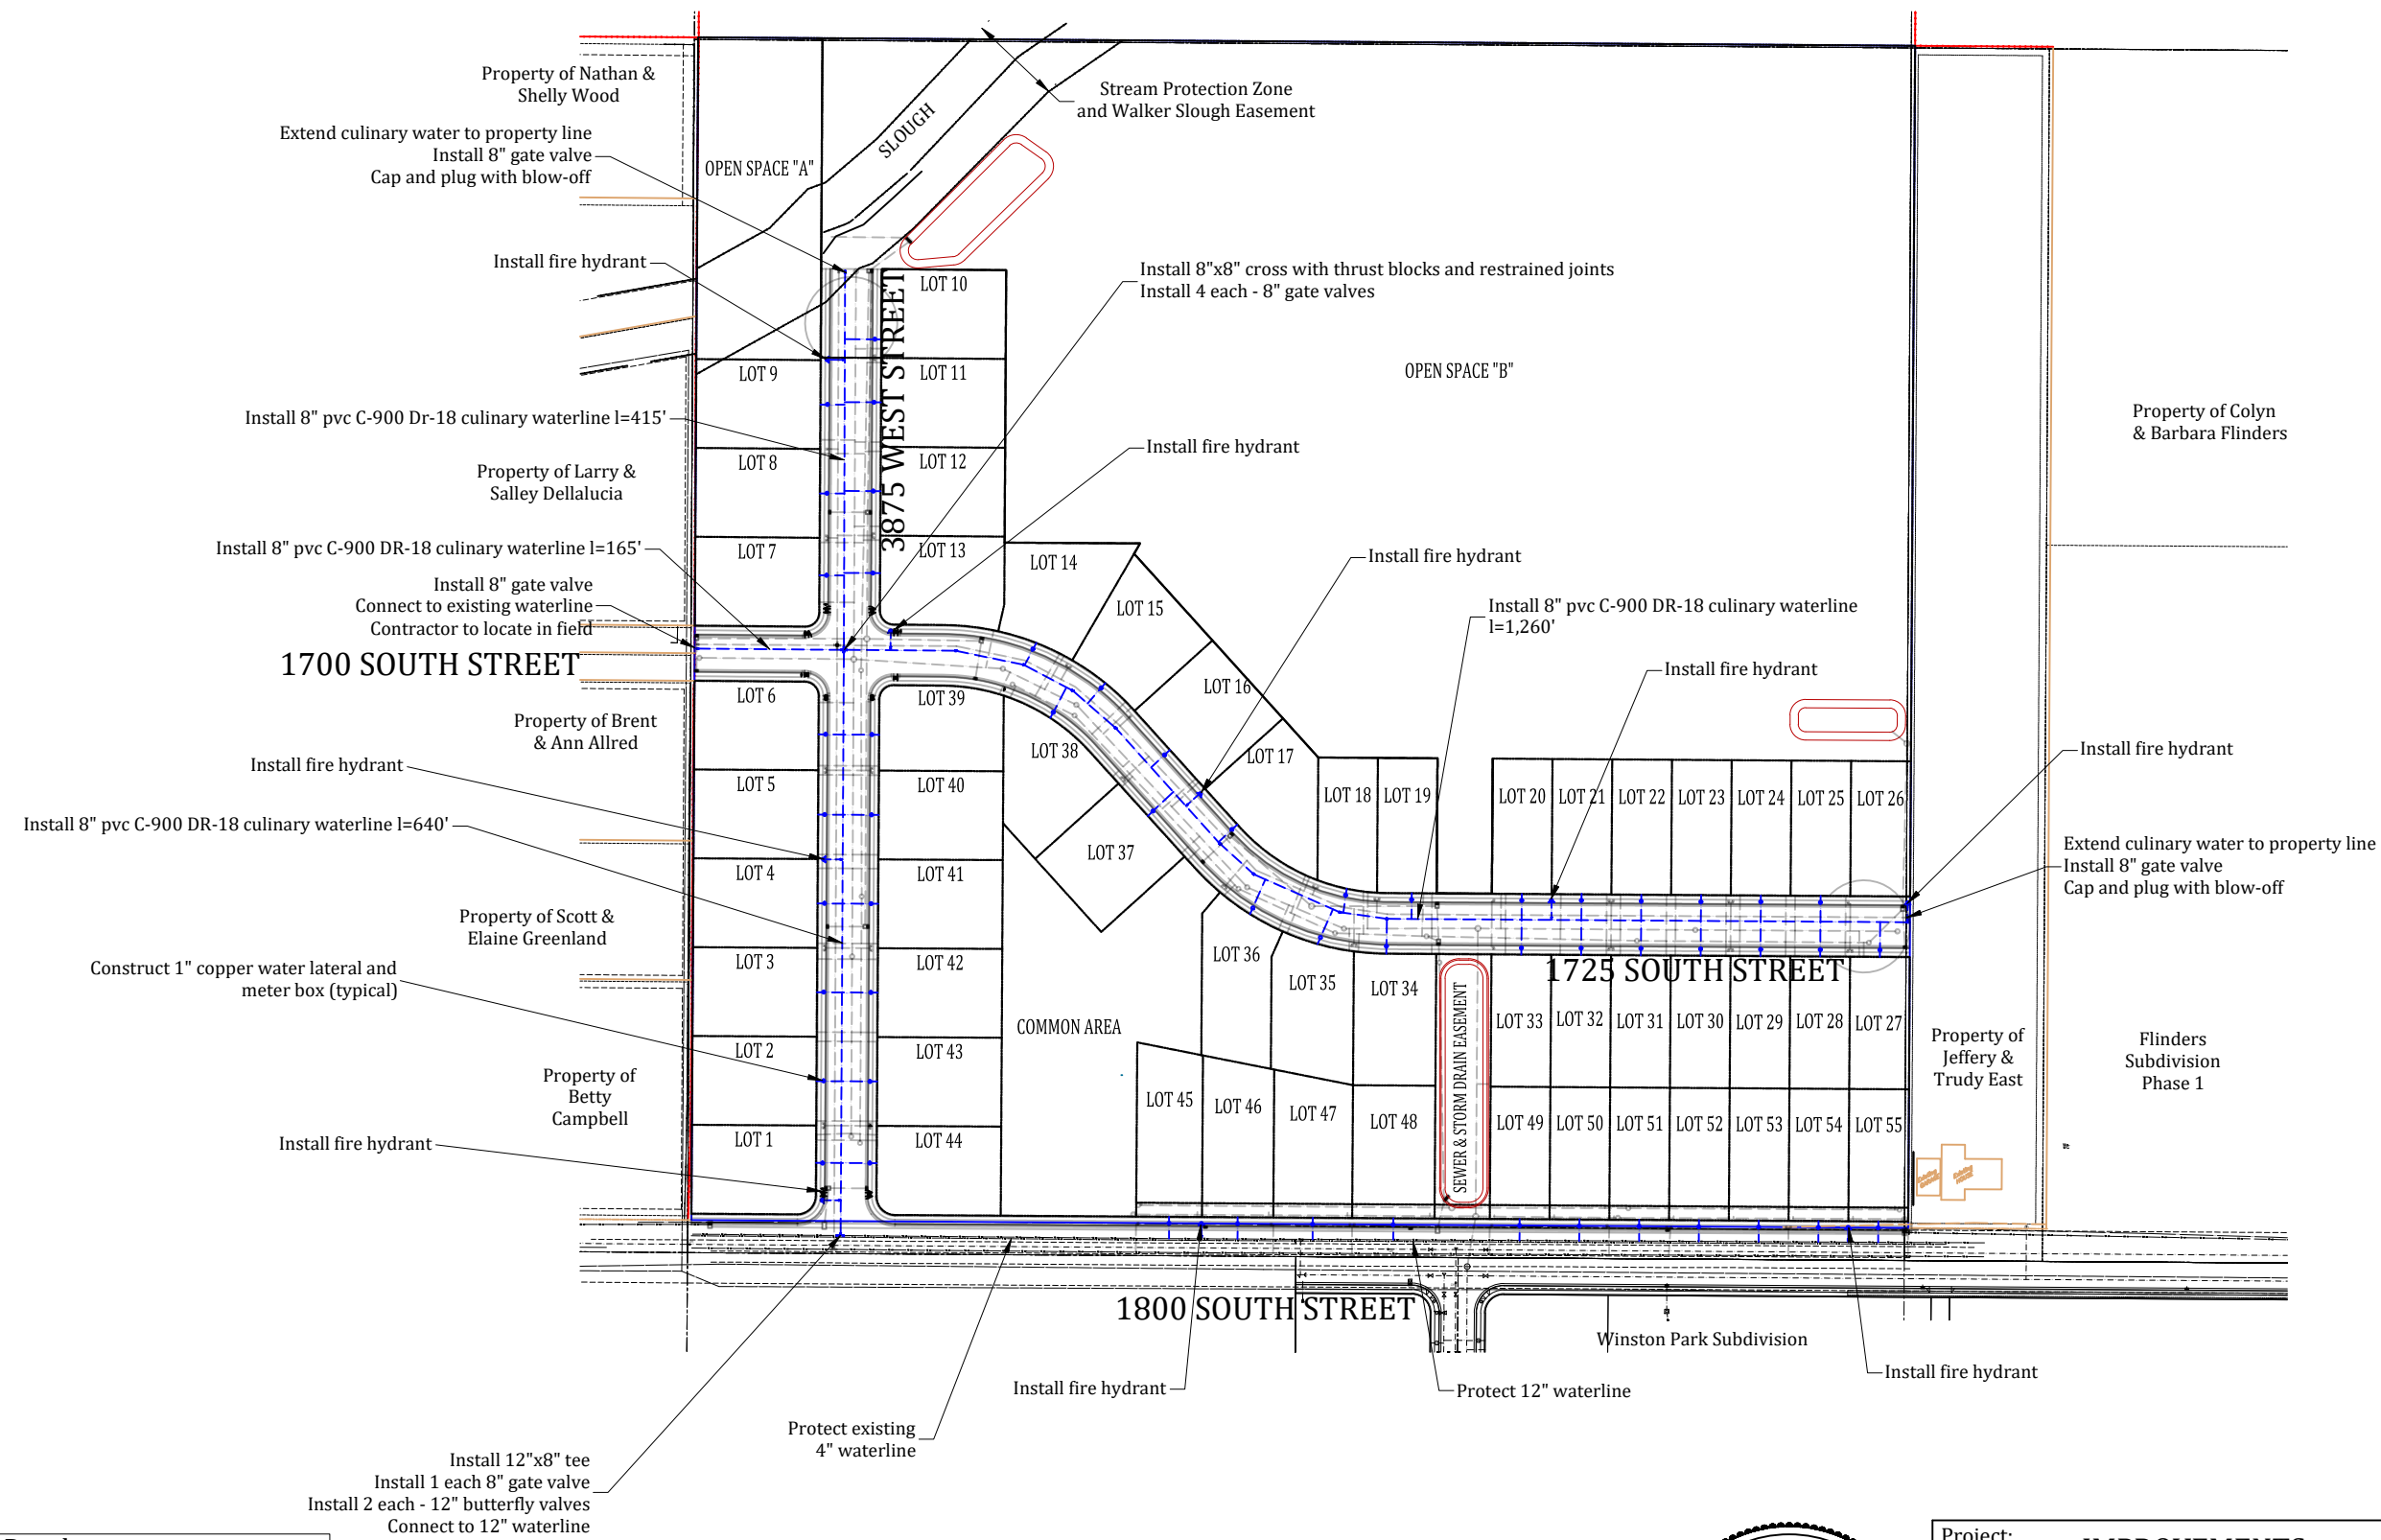 Property of Nathan &
Shelly Wood
Stream Protection Zone
and Walker Slough Easement
Extend culinary water to property line
Install 8" gate valve
Cap and plug with blow-off
SLOUGH
OPEN SPACE "A"
Install fire hydrant
Install 8"x8" cross with thrust blocks and restrained joints
Install 4 each - 8" gate valves
LOT 10
3875 WEST STREET
OPEN SPACE "B"
LOT 9
LOT 11
Install 8" pvc C-900 Dr-18 culinary waterline l=415'
Property of Colyn
& Barbara Flinders
Install fire hydrant
LOT 8
LOT 12
Property of Larry &
Salley Dellalucia
Install 8" pvc C-900 DR-18 culinary waterline l=165'
LOT 7
LOT 13
LOT 14
Install fire hydrant
Install 8" gate valve
Connect to existing waterline
Contractor to locate in field
LOT 15
Install 8" pvc C-900 DR-18 culinary waterline
l=1,260'
1700 SOUTH STREET
Install fire hydrant
LOT 6
LOT 39
LOT 16
Property of Brent
& Ann Allred
LOT 38
LOT 17
Install fire hydrant
Install fire hydrant
LOT 5
LOT 40
LOT 18
LOT 19
LOT 20
LOT 21
LOT 22
LOT 23
LOT 24
LOT 25
LOT 26
Install 8" pvc C-900 DR-18 culinary waterline l=640'
LOT 37
Extend culinary water to property line
Install 8" gate valve
Cap and plug with blow-off
LOT 4
LOT 41
Property of Scott &
Elaine Greenland
LOT 3
LOT 42
LOT 36
LOT 35
LOT 34
1725 SOUTH STREET
Construct 1" copper water lateral and
meter box (typical)
COMMON AREA
SEWER & STORM DRAIN EASEMENT
LOT 33
LOT 32
LOT 31
LOT 30
LOT 29
LOT 28
LOT 27
LOT 2
LOT 43
Property of
Jeffery &
Trudy East
Flinders
Subdivision
Phase 1
Property of
Betty
Campbell
LOT 45
LOT 46
LOT 47
LOT 48
LOT 49
LOT 50
LOT 51
LOT 52
LOT 53
LOT 54
LOT 55
Install fire hydrant
LOT 1
LOT 44
1800 SOUTH STREET
Winston Park Subdivision
Install fire hydrant
Protect 12" waterline
Install fire hydrant
Protect existing
4" waterline
Install 12"x8" tee
Install 1 each 8" gate valve
Install 2 each - 12" butterfly valves
Connect to 12" waterline
Project: